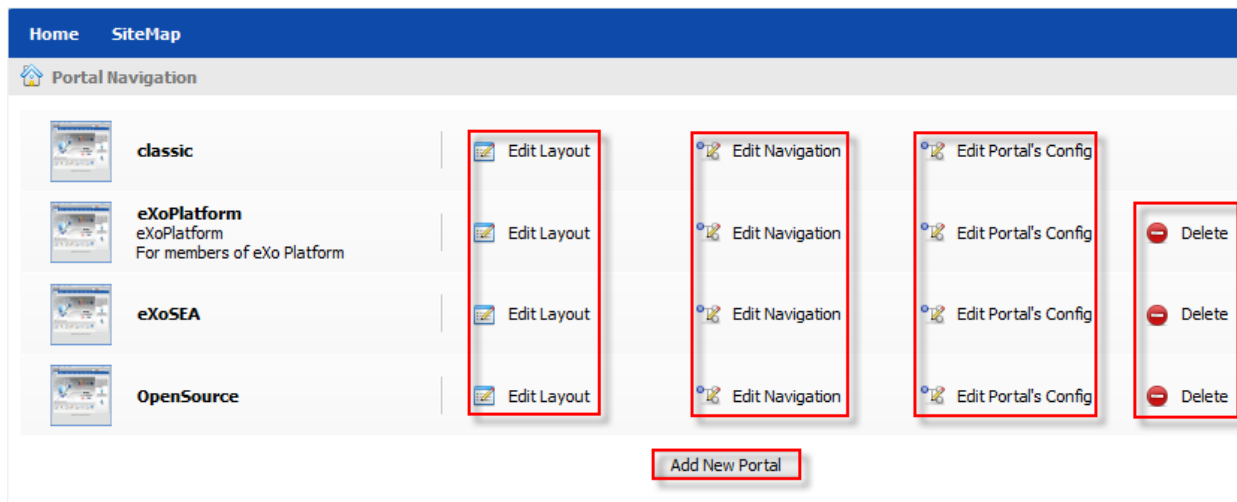 Home SiteMap
Portal Navigation
classic Edit Layout Edit Navigation Edit Portal's Config
eXoPlatform
eXoPlatform Edit Layout Edit Navigation Edit Portal's Config Delete
For members of eXo Platform
eXoSEA Edit Layout Edit Navigation Edit Portal's Config Delete
OpenSource Edit Layout Edit Navigation Edit Portal's Config Delete
Add New Portal